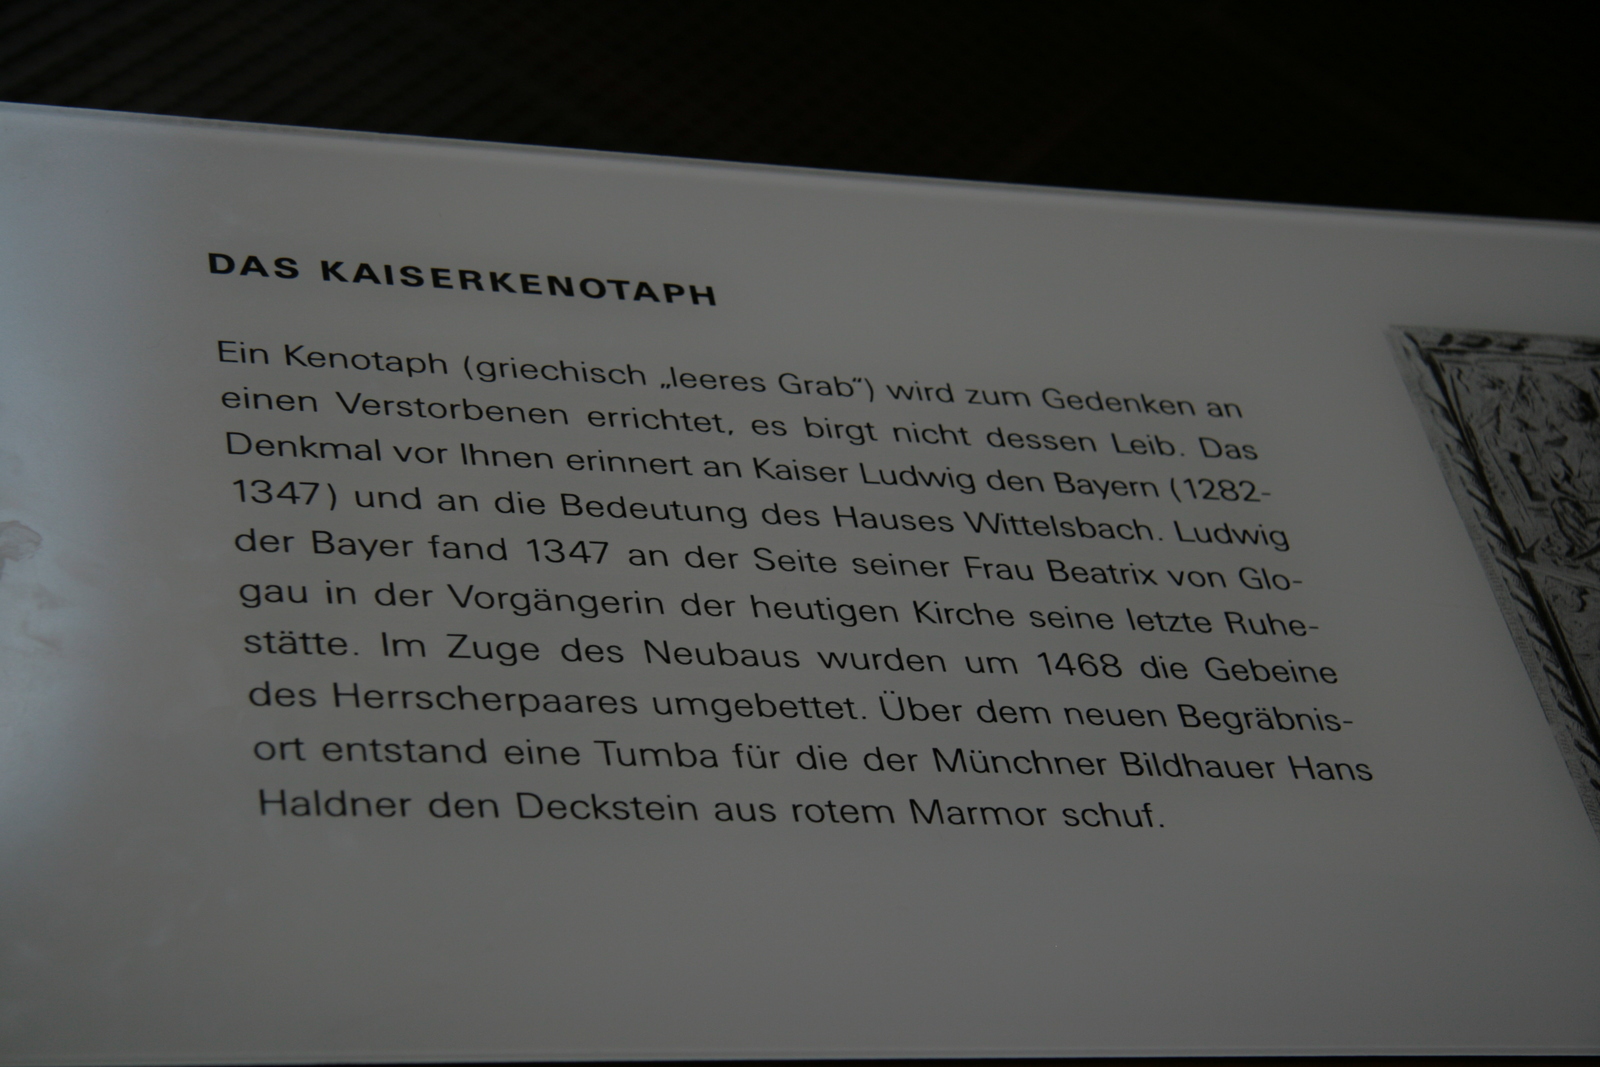 DAS KAISERKENOTAPH
Ein Kenotaph (griechisch „leeres Grab“) wird zum Gedenken an
einen Verstorbenen errichtet, es birgt nicht dessen Leib. Das
Denkmal vor Ihnen erinnert an Kaiser Ludwig den Bayern (1282-
1347) und an die Bedeutung des Hauses Wittelsbach. Ludwig
der Bayer fand 1347 an der Seite seiner Frau Beatrix von Glo-
gau in der Vorgängerin der heutigen Kirche seine letzte Ruhe-
stätte. Im Zuge des Neubaus wurden um 1468 die Gebeine
des Herrscherpaares umgebettet. Über dem neuen Begräbnis-
ort entstand eine Tumba für die der Münchner Bildhauer Hans
Haldner den Deckstein aus rotem Marmor schuf.